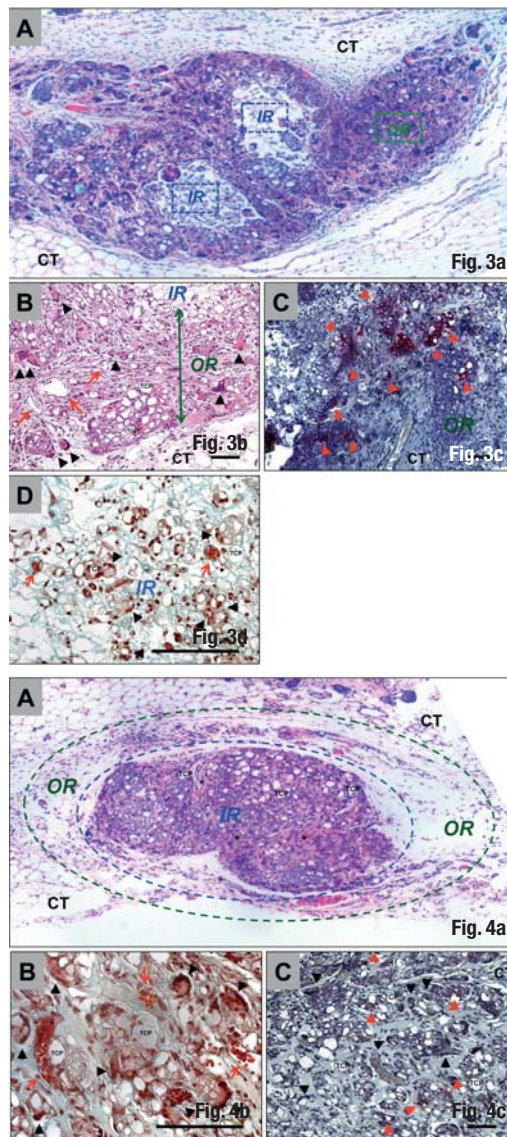 A
CT
IR
OR
IR
CT
Fig. 3a
B
IR
OR
TCP
CT
Fig. 3b
C
OR
CT
Fig. 3c
D
TCP
TCP
IR
Fig. 3d
A
CT
OR
TCP
*
TCP
TCP
IR
*
*
OR
CT
Fig. 4a
B
TCP
TCP
Fig. 4b
C
TCP
Fig. 4c